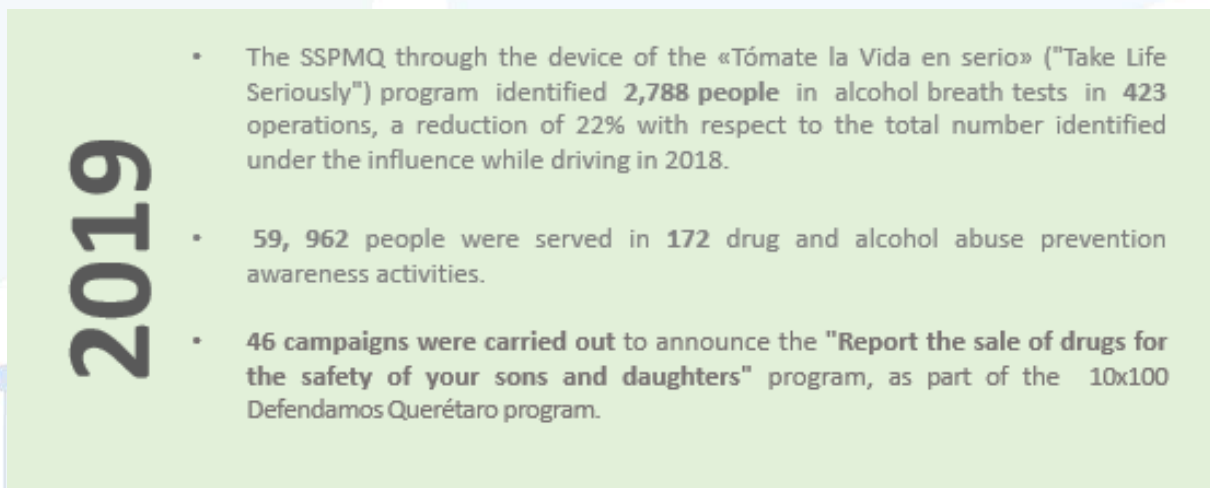 2019
• The SSPMQ through the device of the «Tómate la Vida en serio» ("Take Life
Seriously") program identified 2,788 people in alcohol breath tests in 423
operations, a reduction of 22% with respect to the total number identified
under the influence while driving in 2018.
• 59, 962 people were served in 172 drug and alcohol abuse prevention
awareness activities.
• 46 campaigns were carried out to announce the "Report the sale of drugs for
the safety of your sons and daughters" program, as part of the 10x100
Defendamos Querétaro program.